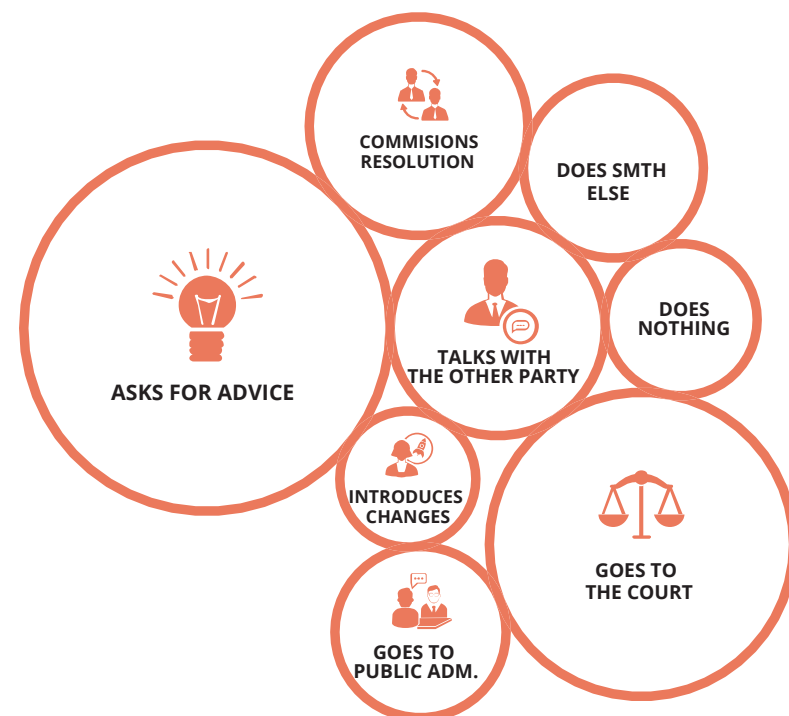 COMMISIONS
RESOLUTION
DOES SMTH
ELSE
DOES
NOTHING
TALKS WITH
THE OTHER PARTY
ASKS FOR ADVICE
INTRODUCES
CHANGES
GOES TO
THE COURT
GOES TO
PUBLIC ADM.